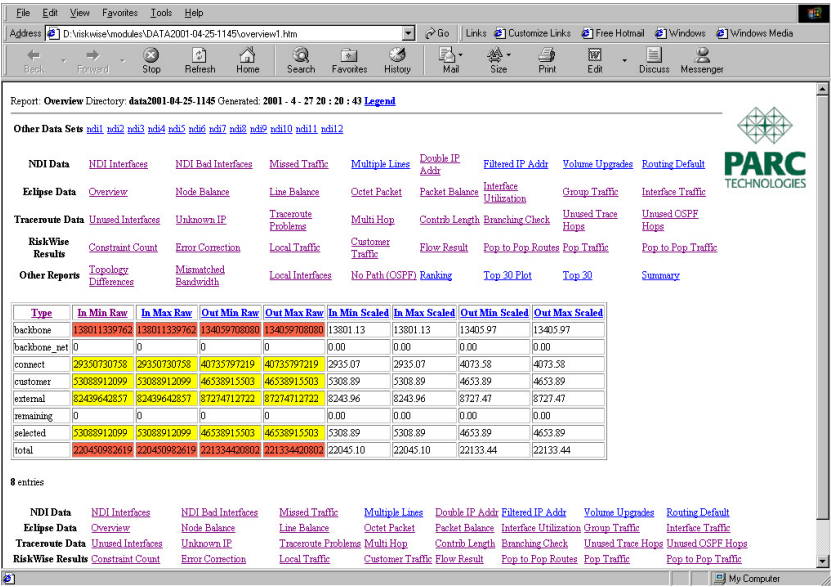 File Edit View Favorites Tools Help
Address D:\riskwise\modules\DATA2001-04-25-1145\overview1.htm Go Links Customize Links Free Hotmail Windows Windows Media
Back Forward Stop Refresh Home Search Favorites History Mail Size Print Edit Discuss Messenger
Report: Overview Directory: data2001-04-25-1145 Generated: 2001 - 4 - 27 20 : 20 : 43 Legend
Other Data Sets ndi1 ndi2 ndi3 ndi4 ndi5 ndi6 ndi7 ndi8 ndi9 ndi10 ndi11 ndi12
PARC
TECHNOLOGIES
NDI Data NDI Interfaces NDI Bad Interfaces Missed Traffic Multiple Lines Double IP Addr Filtered IP Addr Volume Upgrades Routing Default
Eclipse Data Overview Node Balance Line Balance Octet Packet Packet Balance Interface Utilization Group Traffic Interface Traffic
Traceroute Data Unused Interfaces Unknown IP Traceroute Problems Multi Hop Contrib Length Branching Check Unused Trace Hops Unused OSPF Hops
RiskWise Results Constraint Count Error Correction Local Traffic Customer Traffic Flow Result Pop to Pop Routes Pop Traffic Pop to Pop Traffic
Other Reports Topology Differences Mismatched Bandwidth Local Interfaces No Path (OSPF) Ranking Top 30 Plot Top 30 Summary
Type In Min Raw In Max Raw Out Min Raw Out Max Raw In Min Scaled In Max Scaled Out Min Scaled Out Max Scaled
backbone 138011339762 138011339762 134059708080 134059708080 13801.13 13801.13 13405.97 13405.97
backbone_net 0 0 0 0 0.00 0.00 0.00 0.00
connect 29350730758 29350730758 40735797219 40735797219 2935.07 2935.07 4073.58 4073.58
customer 53088912099 53088912099 46538915503 46538915503 5308.89 5308.89 4653.89 4653.89
external 82439642857 82439642857 87274712722 87274712722 8243.96 8243.96 8727.47 8727.47
remaining 0 0 0 0 0.00 0.00 0.00 0.00
selected 53088912099 53088912099 46538915503 46538915503 5308.89 5308.89 4653.89 4653.89
total 220450982619 220450982619 221334420802 221334420802 22045.10 22045.10 22133.44 22133.44
8 entries
NDI Data NDI Interfaces NDI Bad Interfaces Missed Traffic Multiple Lines Double IP Addr Filtered IP Addr Volume Upgrades Routing Default
Eclipse Data Overview Node Balance Line Balance Octet Packet Packet Balance Interface Utilization Group Traffic Interface Traffic
Traceroute Data Unused Interfaces Unknown IP Traceroute Problems Multi Hop Contrib Length Branching Check Unused Trace Hops Unused OSPF Hops
RiskWise Results Constraint Count Error Correction Local Traffic Customer Traffic Flow Result Pop to Pop Routes Pop Traffic Pop to Pop Traffic
My Computer